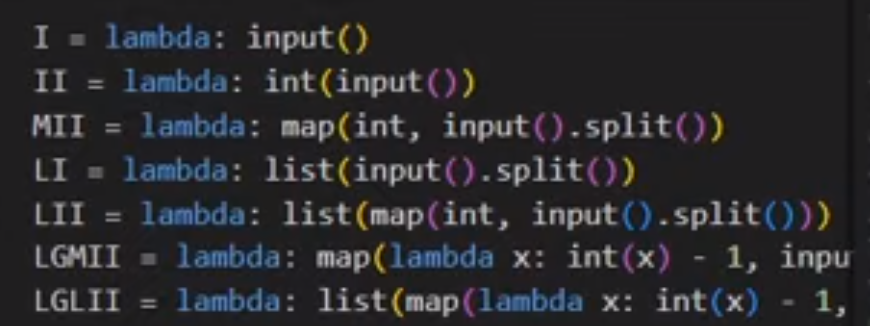 I = lambda: input()
II = lambda: int(input())
MII = lambda: map(int, input().split())
LI = lambda: list(input().split())
LII = lambda: list(map(int, input().split()))
LGMII = lambda: map(lambda x: int(x) - 1, inpu
LGLII = lambda: list(map(lambda x: int(x) - 1,